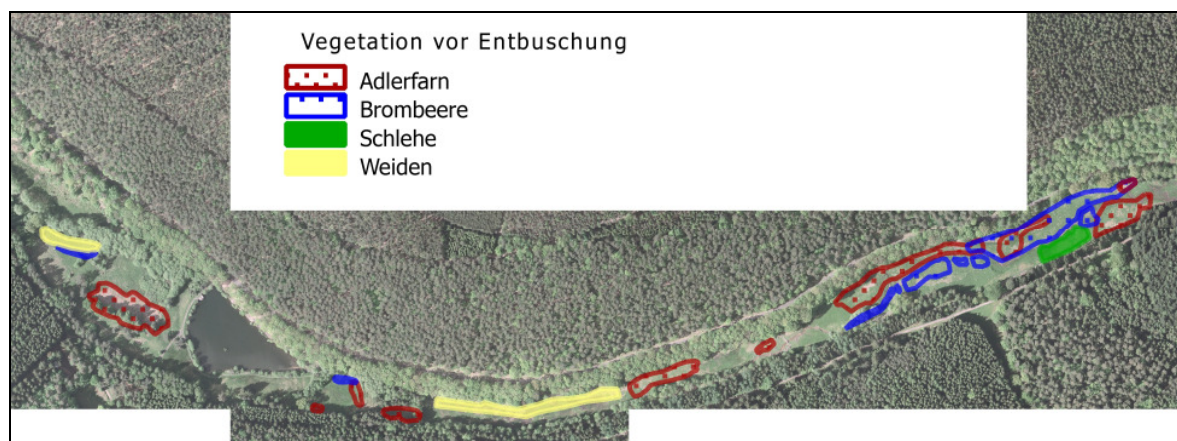 Vegetation vor Entbuschung
Adlerfarn
Brombeere
Schlehe
Weiden